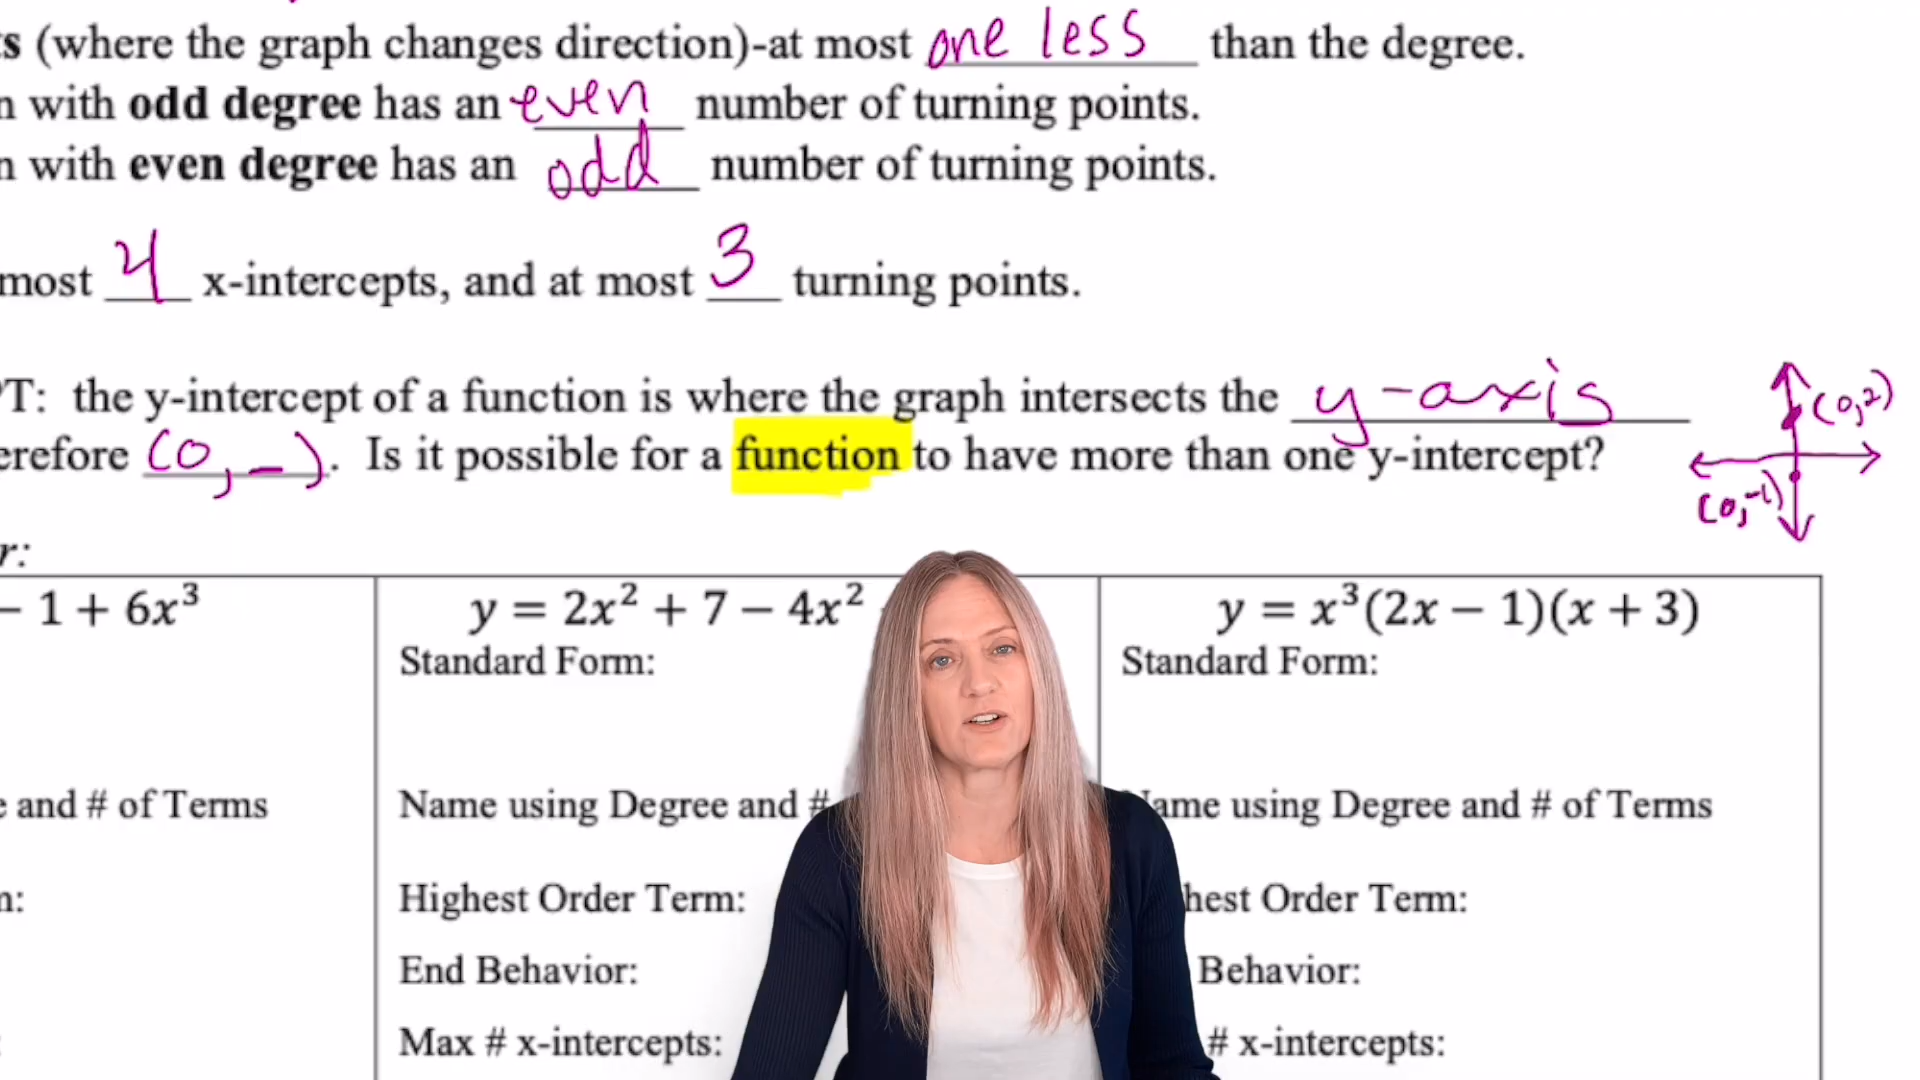 s (where the graph changes direction)-at most one less than the degree.
n with odd degree has an even number of turning points.
n with even degree has an odd number of turning points.
most 4 x-intercepts, and at most 3 turning points.
T: the y-intercept of a function is where the graph intersects the y-axis
(0,2)
erefore (0, _). Is it possible for a function to have more than one y-intercept?
(0,-1)
r:
− 1 + 6x³
y = 2x² + 7 − 4x²
y = x³(2x − 1)(x + 3)
Standard Form:
Standard Form:
e and # of Terms
Name using Degree and #
ame using Degree and # of Terms
n:
Highest Order Term:
hest Order Term:
End Behavior:
Behavior:
Max # x-intercepts:
# x-intercepts: